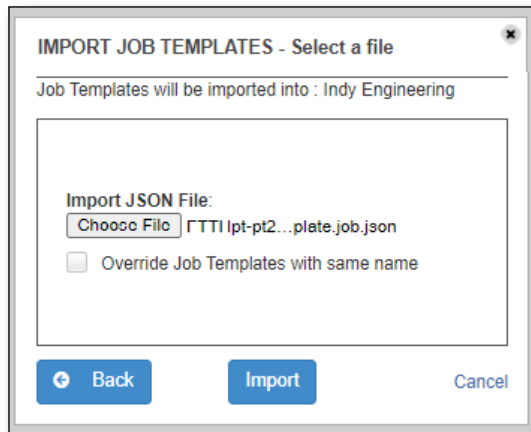 IMPORT JOB TEMPLATES - Select a file
Job Templates will be imported into : Indy Engineering
Import JSON File:
Choose File lpt-pt2...plate.job.json
Override Job Templates with same name
Back
Import
Cancel